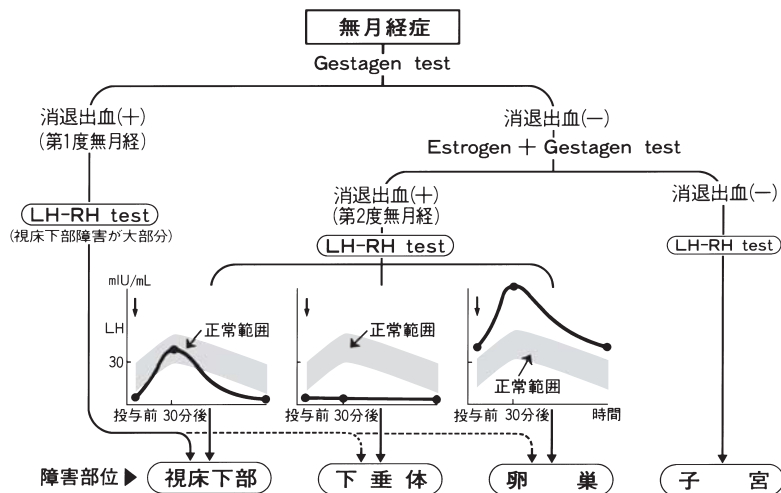 無月経症
Gestagen test
消退出血(＋)
(第1度無月経)
消退出血(－)
Estrogen ＋ Gestagen test
消退出血(＋)
(第2度無月経)
消退出血(－)
LH-RH test
(視床下部障害が大部分)
LH-RH test
LH-RH test
mIU/mL
LH
30
正常範囲
正常範囲
正常範囲
投与前 30分後
投与前 30分後
投与前 30分後
時間
障害部位▶
視床下部
下垂体
卵巣
子宮